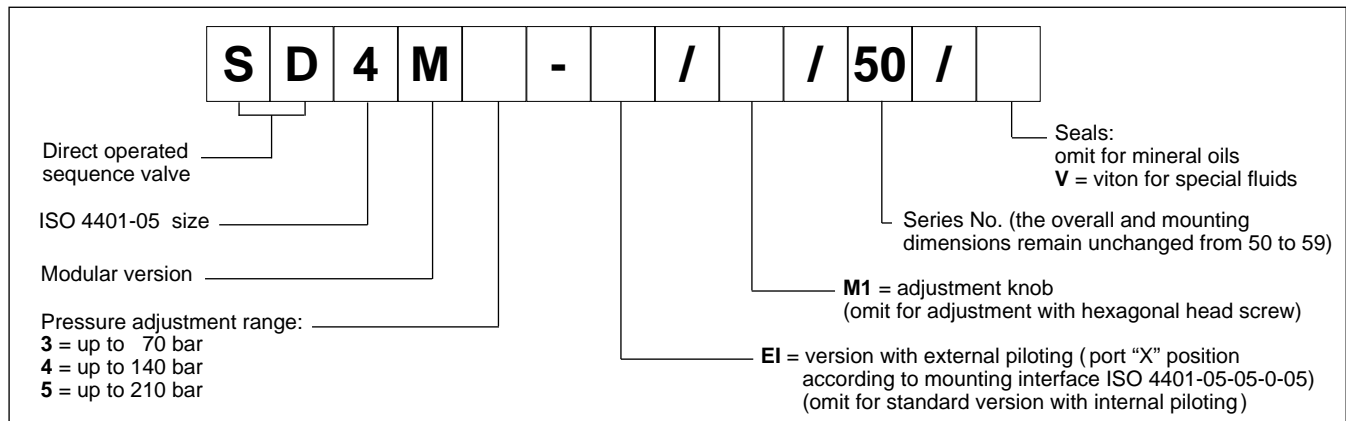 S D 4 M - / / 50 /
Direct operated
sequence valve
ISO 4401-05 size
Modular version
Pressure adjustment range:
3 = up to 70 bar
4 = up to 140 bar
5 = up to 210 bar
Seals:
omit for mineral oils
V = viton for special fluids
Series No. (the overall and mounting
dimensions remain unchanged from 50 to 59)
M1 = adjustment knob
(omit for adjustment with hexagonal head screw)
EI = version with external piloting (port “X” position
according to mounting interface ISO 4401-05-05-0-05)
(omit for standard version with internal piloting)